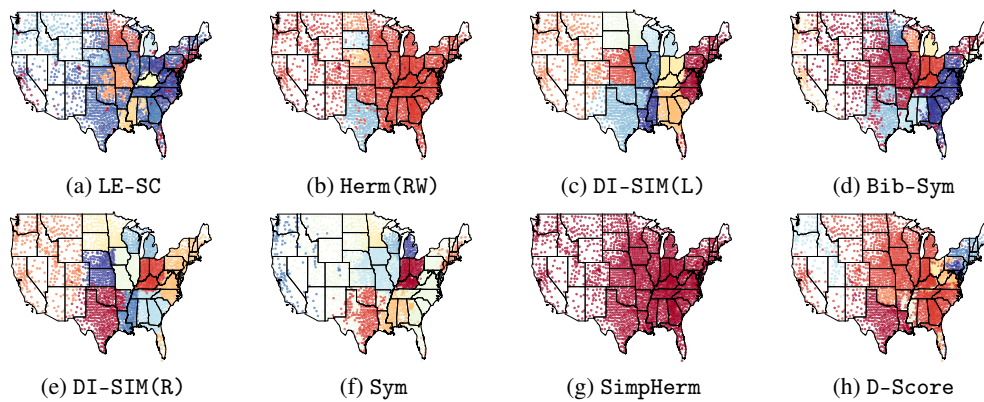 (a) LE-SC
(b) Herm(RW)
(c) DI-SIM(L)
(d) Bib-Sym
(e) DI-SIM(R)
(f) Sym
(g) SimpHerm
(h) D-Score